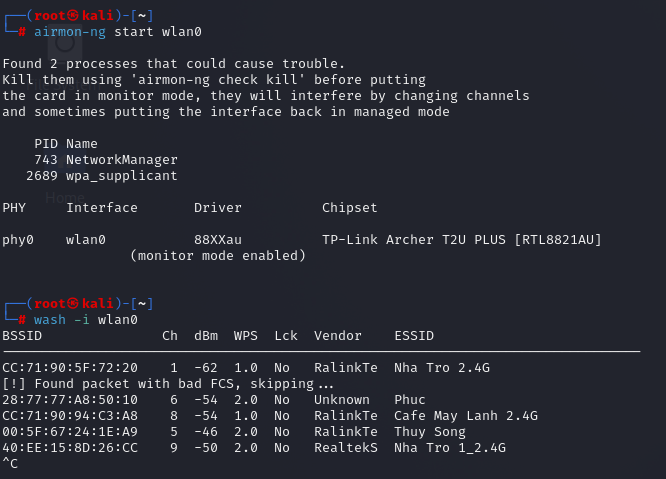 ┌──(root㉿kali)-[~]
└─# airmon-ng start wlan0
Found 2 processes that could cause trouble.
Kill them using 'airmon-ng check kill' before putting
the card in monitor mode, they will interfere by changing channels
and sometimes putting the interface back in managed mode
PID Name
743 NetworkManager
2689 wpa_supplicant
Home
PHY Interface Driver Chipset
phy0 wlan0 88XXau TP-Link Archer T2U PLUS [RTL8821AU]
(monitor mode enabled)
┌──(root㉿kali)-[~]
└─# wash -i wlan0
BSSID Ch dBm WPS Lck Vendor ESSID
--------------------------------------------------------------------------------
CC:71:90:5F:72:20 1 -62 1.0 No RalinkTe Nha Tro 2.4G
[!] Found packet with bad FCS, skipping...
28:77:77:A8:50:10 6 -54 2.0 No Unknown Phuc
CC:71:90:94:C3:A8 8 -54 1.0 No RalinkTe Cafe May Lanh 2.4G
00:5F:67:24:1E:A9 5 -46 2.0 No RalinkTe Thuy Song
40:EE:15:8D:26:CC 9 -50 2.0 No RealtekS Nha Tro 1_2.4G
^C